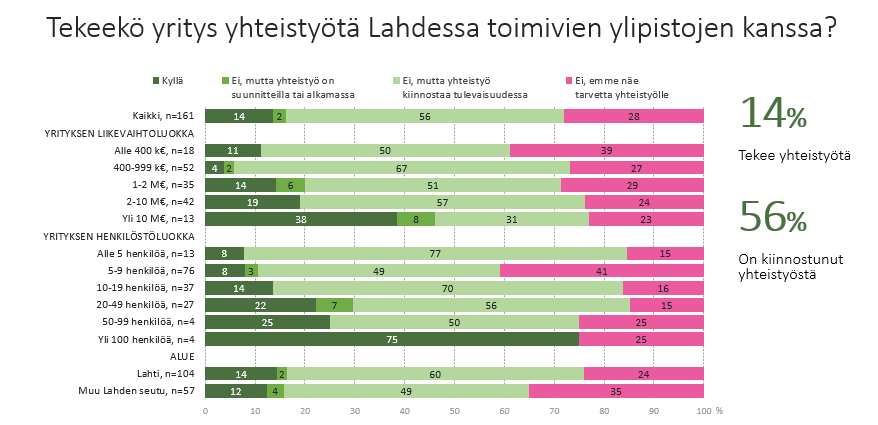 Tekeekö yritys yhteistyötä Lahdessa toimivien ylipistojen kanssa?
Kyllä
Ei, mutta yhteistyö on
suunnitteilla tai alkamassa
Ei, mutta yhteistyö
kiinnostaa tulevaisuudessa
Ei, emme näe
tarvetta yhteistyölle
Kaikki, n=161 14 2 56 28
YRITYKSEN LIIKEVAIHTOLUOKKA
Alle 400 k€, n=18 11 50 39
400-999 k€, n=52 4 2 67 27
1-2 M€, n=35 14 6 51 29
2-10 M€, n=42 19 57 24
Yli 10 M€, n=13 38 8 31 23
YRITYKSEN HENKILÖSTÖLUOKKA
Alle 5 henkilöä, n=13 8 77 15
5-9 henkilöä, n=76 8 3 49 41
10-19 henkilöä, n=37 14 70 16
20-49 henkilöä, n=27 22 7 56 15
50-99 henkilöä, n=4 25 50 25
Yli 100 henkilöä, n=4 75 25
ALUE
Lahti, n=104 14 2 60 24
Muu Lahden seutu, n=57 12 4 49 35
0 10 20 30 40 50 60 70 80 90 100 %
14%
Tekee yhteistyötä
56%
On kiinnostunut
yhteistyöstä